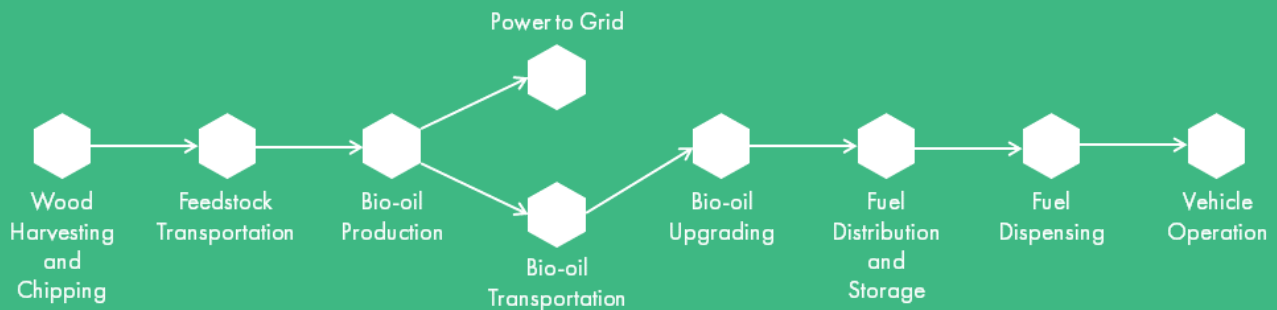 Power to Grid
Wood
Harvesting
and
Chipping
Feedstock
Transportation
Bio-oil
Production
Bio-oil
Transportation
Bio-oil
Upgrading
Fuel
Distribution
and
Storage
Fuel
Dispensing
Vehicle
Operation